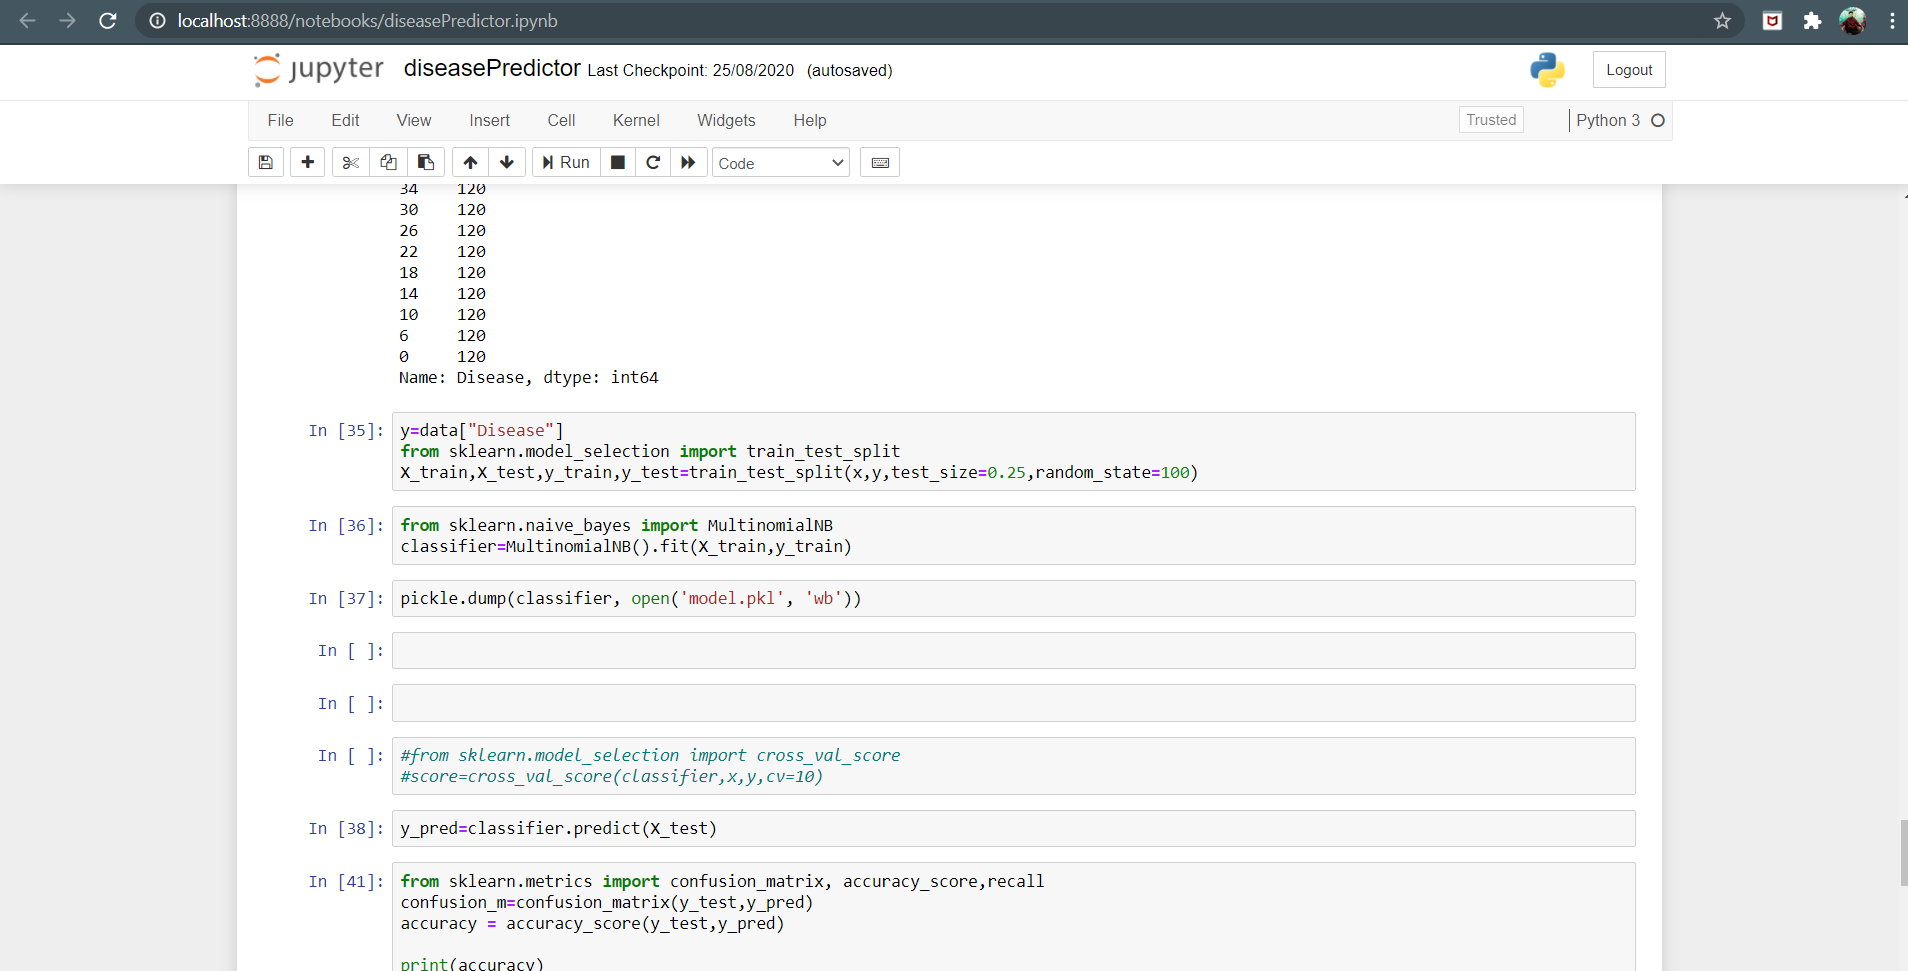 localhost:8888/notebooks/diseasePredictor.ipynb
jupyter diseasePredictor Last Checkpoint: 25/08/2020 (autosaved) Logout
File Edit View Insert Cell Kernel Widgets Help Trusted Python 3
Run Code
34 120
30 120
26 120
22 120
18 120
14 120
10 120
6 120
0 120
Name: Disease, dtype: int64
In [35]: y=data["Disease"]
from sklearn.model_selection import train_test_split
X_train,X_test,y_train,y_test=train_test_split(x,y,test_size=0.25,random_state=100)
In [36]: from sklearn.naive_bayes import MultinomialNB
classifier=MultinomialNB().fit(X_train,y_train)
In [37]: pickle.dump(classifier, open('model.pkl', 'wb'))
In [ ]:
In [ ]:
In [ ]: #from sklearn.model_selection import cross_val_score
#score=cross_val_score(classifier,x,y,cv=10)
In [38]: y_pred=classifier.predict(X_test)
In [41]: from sklearn.metrics import confusion_matrix, accuracy_score,recall
confusion_m=confusion_matrix(y_test,y_pred)
accuracy = accuracy_score(y_test,y_pred)
print(accuracy)